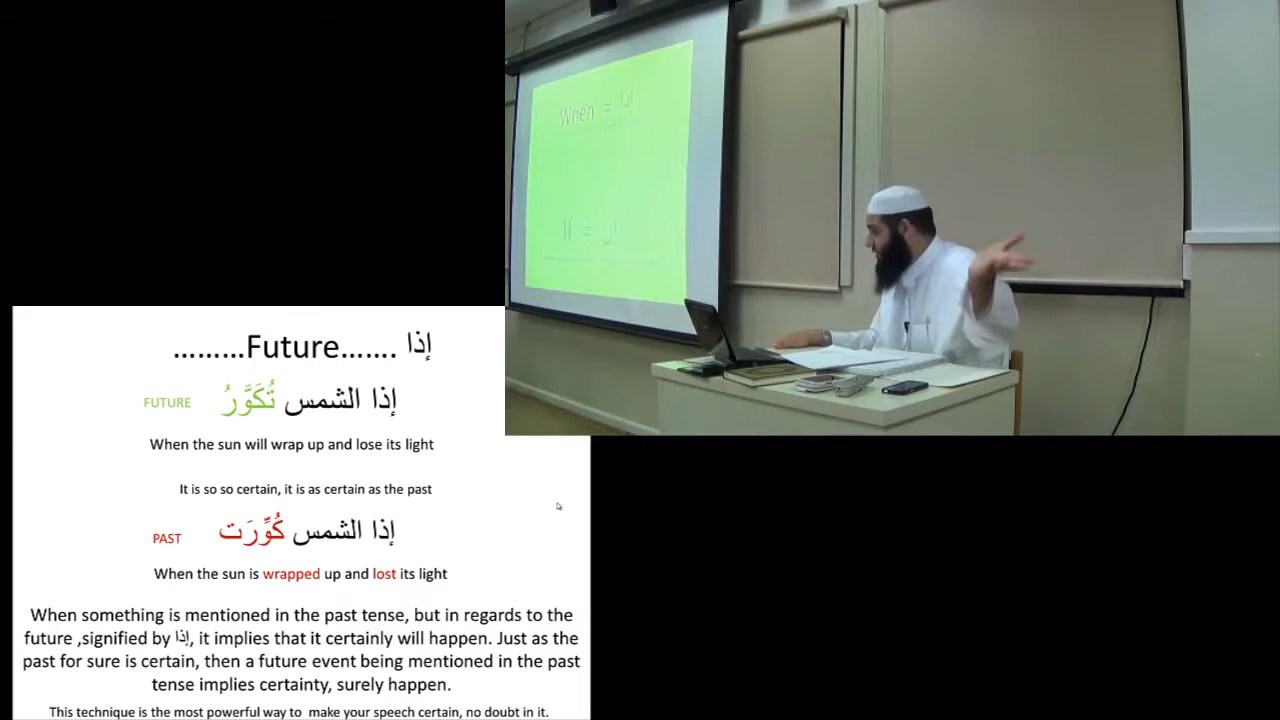 When = إذا
If = إن
إذا .......Future.........
إذا الشمس تُكَوَّرُ FUTURE
When the sun will wrap up and lose its light
It is so so certain, it is as certain as the past
إذا الشمس كُوِّرَت PAST
When the sun is wrapped up and lost its light
When something is mentioned in the past tense, but in regards to the
future ,signified by إذا, it implies that it certainly will happen. Just as the
past for sure is certain, then a future event being mentioned in the past
tense implies certainty, surely happen.
This technique is the most powerful way to make your speech certain, no doubt in it.